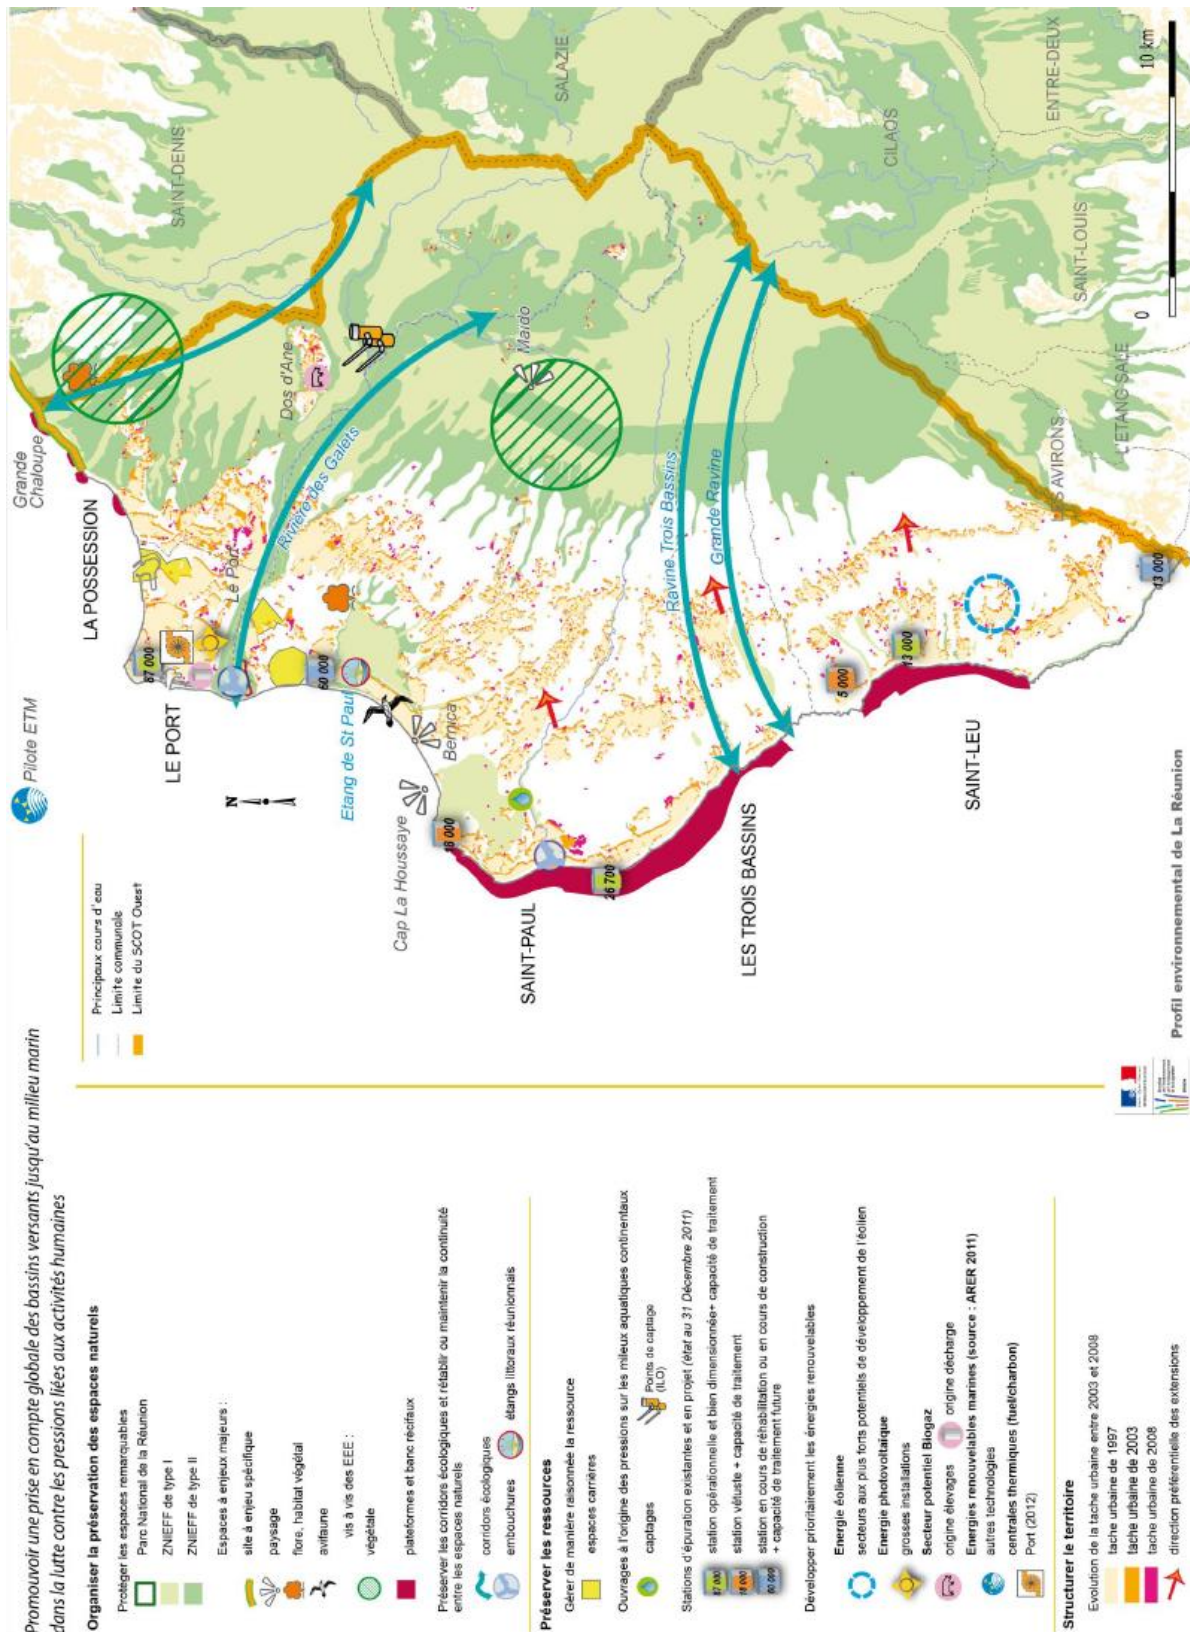 Promouvoir une prise en compte globale des bassins versants jusqu'au milieu marin
dans la lutte contre les pressions liées aux activités humaines
Organiser la préservation des espaces naturels
Protéger les espaces remarquables
Parc National de la Réunion
ZNIEFF de type I
ZNIEFF de type II
Espaces à enjeux majeurs :
site à enjeu spécifique
paysage
flore, habitat végétal
avifaune
vis à vis des EEE :
végétale
plateformes et banc récifaux
Préserver les corridors écologiques et rétablir ou maintenir la continuité
entre les espaces naturels
corridors écologiques
embouchures
étangs littoraux réunionnais
Préserver les ressources
Gérer de manière raisonnée la ressource
espaces carrières
Ouvrages à l'origine des pressions sur les mileux aquatiques continentaux
captages
Points de captage
(ILO)
Stations d'épuration existantes et en projet (état au 31 Décembre 2011)
87 000
station opérationnelle et bien dimensionnée+ capacité de traitement
16 000
station vétuste + capacité de traitement
60 000
station en cours de réhabilitation ou en cours de construction
+ capacité de traitement future
Développer prioritairement les énergies renouvelables
Energie éolienne
secteurs aux plus forts potentiels de développement de l'éolien
Energie photovoltaïque
grosses installations
Secteur potentiel Biogaz
origine élevages
origine décharge
Energies renouvelables marines (source : ARER 2011)
autres technologies
centrales thermiques (fuel/charbon)
Port (2012)
Structurer le territoire
Evolution de la tache urbaine entre 2003 et 2008
tache urbaine de 1997
tache urbaine de 2003
tache urbaine de 2008
direction préférentielle des extensions
Principaux cours d'eau
Limite communale
Limite du SCOT Ouest
Pilote ETM
N
Grande
Chaloupe
LA POSSESSION
SAINT-DENIS
LE PORT
87 000
Le Port
Dos d'Ane
SALAZIE
Rivière des Galets
60 000
Etang de St Paul
Maïdo
Bernica
Cap La Houssaye
16 000
SAINT-PAUL
26 700
CILAOS
Ravine Trois Bassins
Grande Ravine
LES TROIS BASSINS
5 000
13 000
SAINT-LEU
ENTRE-DEUX
SAINT-LOUIS
L'ETANG-SALE
LES AVIRONS
13 000
0
10 km
Profil environnemental de La Réunion